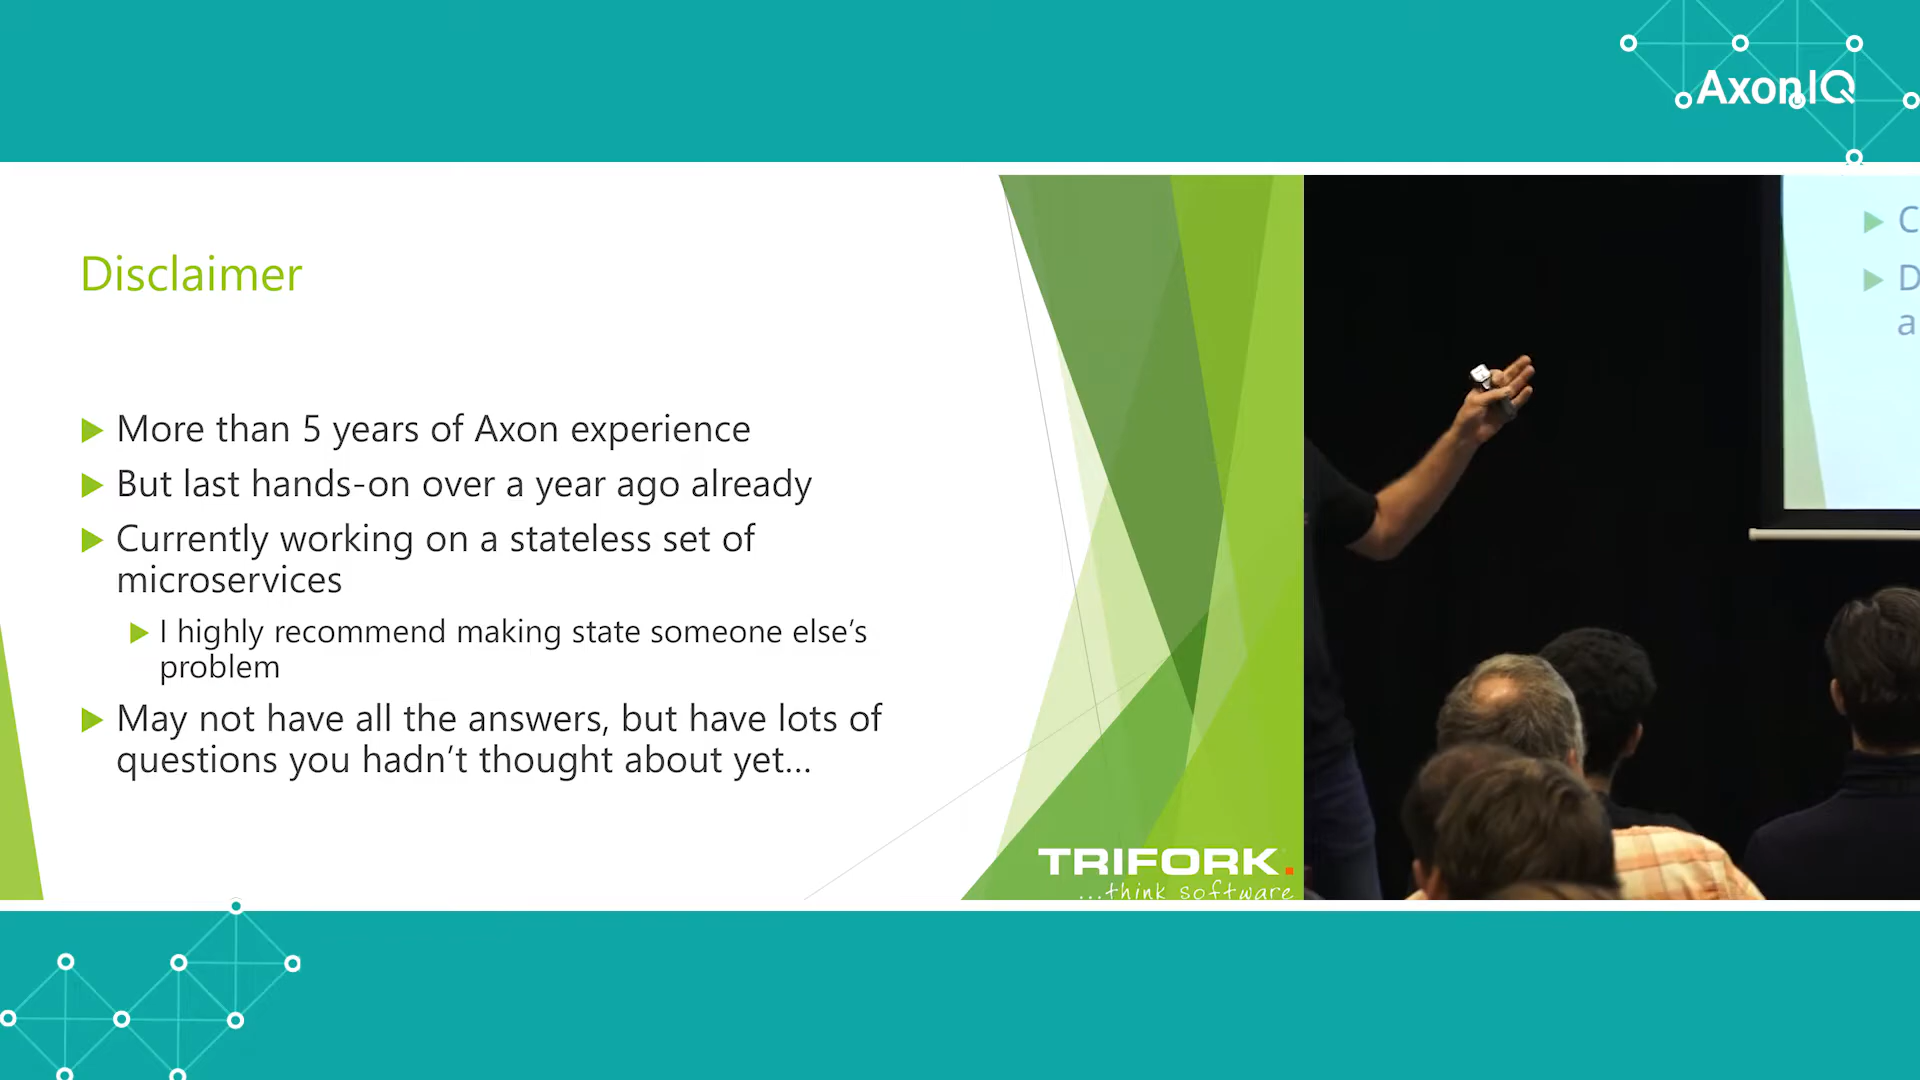 AxonIQ
Disclaimer
More than 5 years of Axon experience
But last hands-on over a year ago already
Currently working on a stateless set of
microservices
I highly recommend making state someone else's
problem
May not have all the answers, but have lots of
questions you hadn't thought about yet...
TRIFORK.
...think software
C
D
a